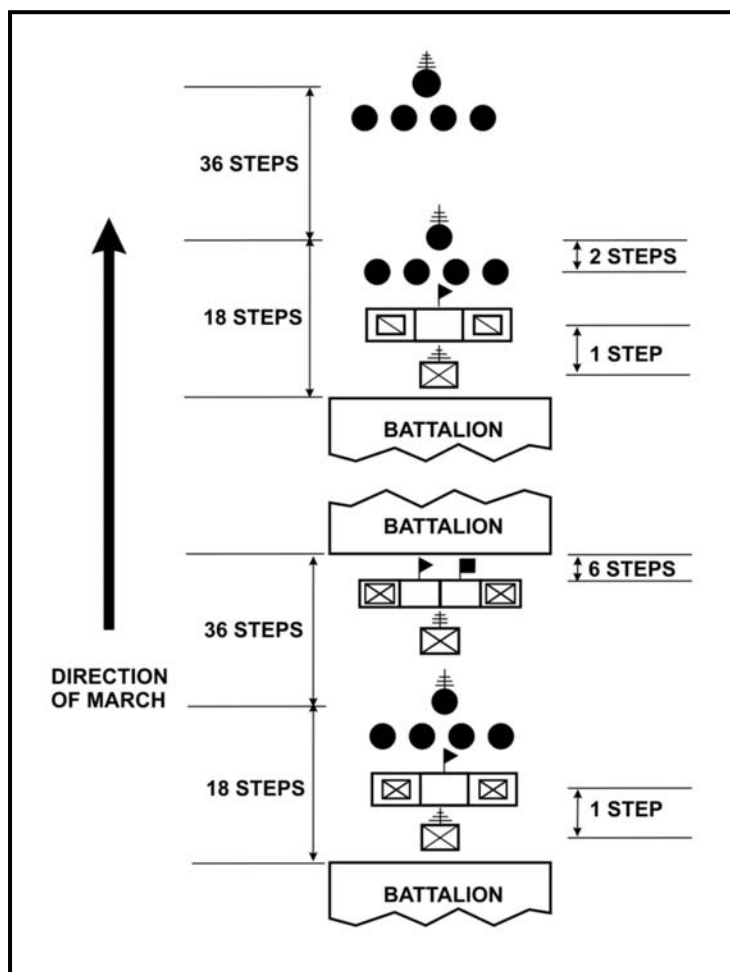 36 STEPS
2 STEPS
18 STEPS
1 STEP
BATTALION
BATTALION
6 STEPS
36 STEPS
DIRECTION
OF MARCH
18 STEPS
1 STEP
BATTALION